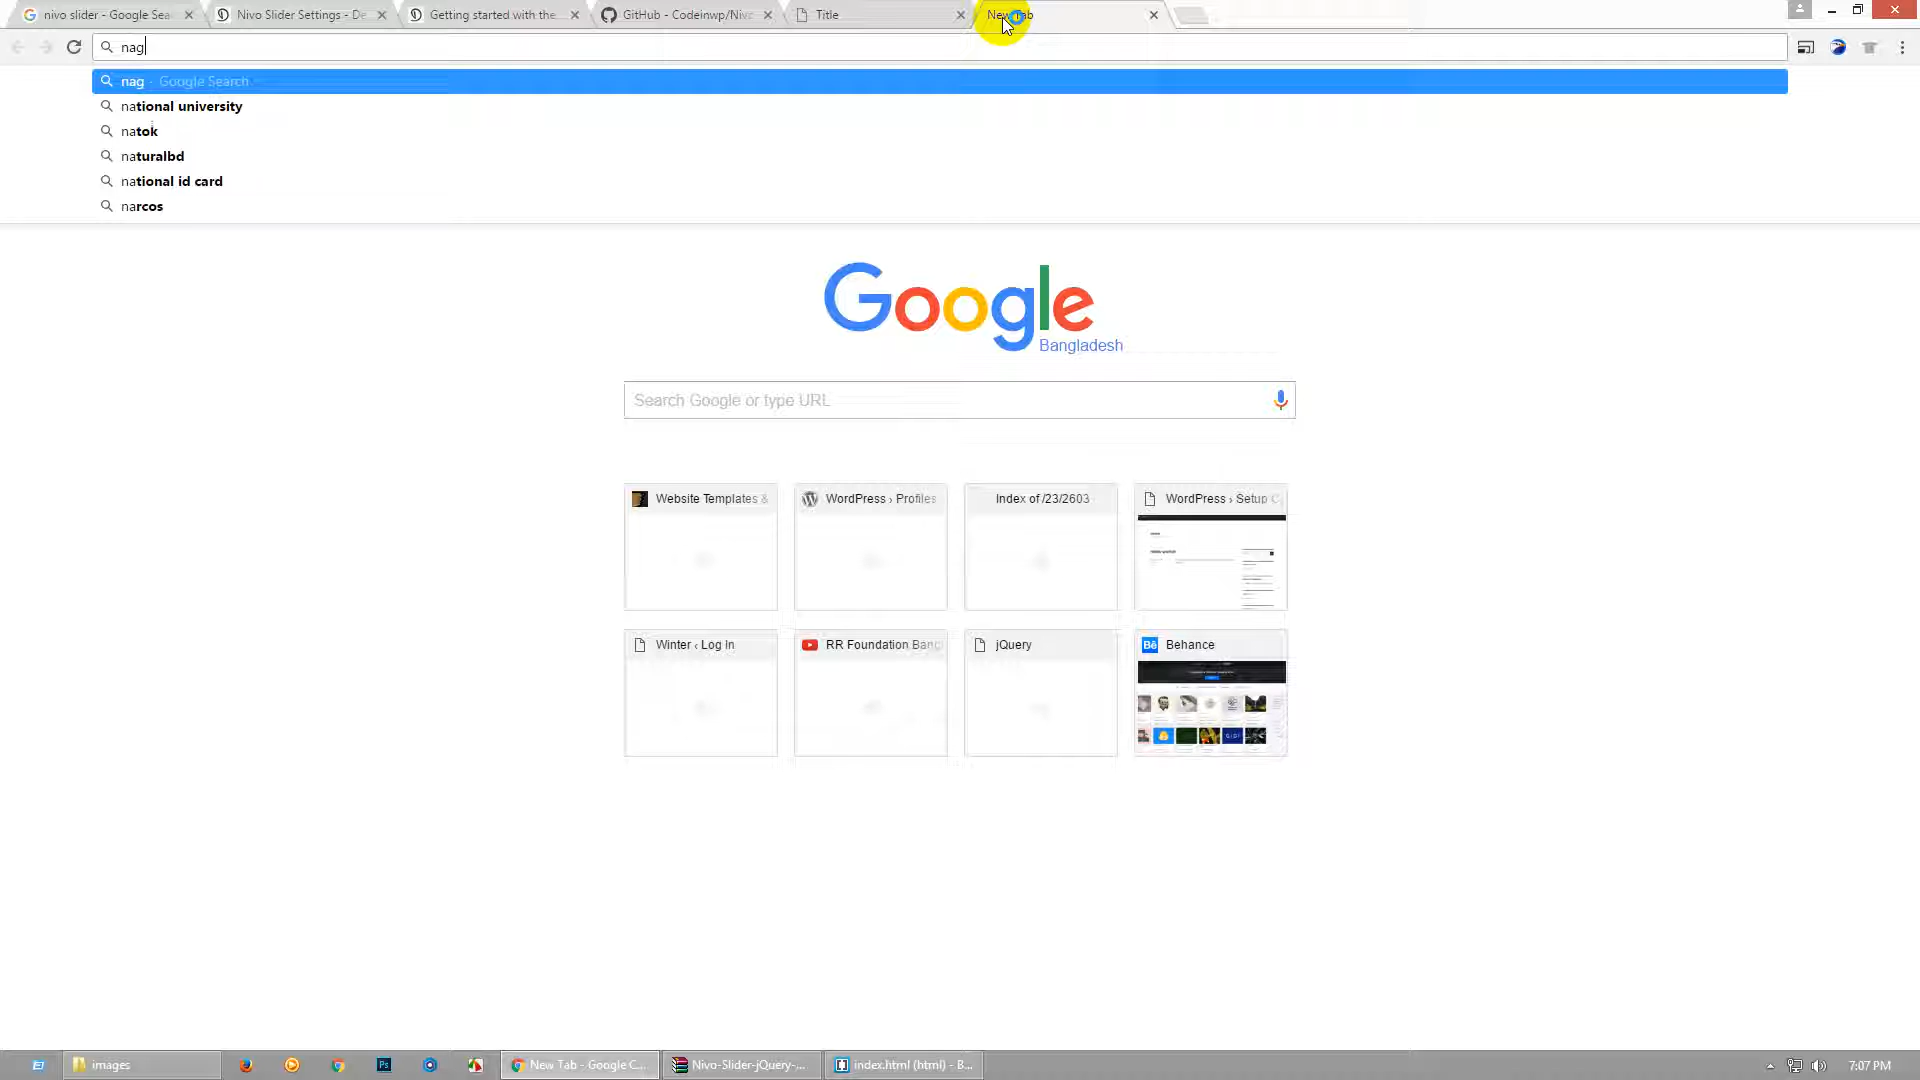 nivo slider - Google Sea
Nivo Slider Settings - De
Getting started with the
GitHub - Codeinwp/Nivo
Title
New Tab
nag
nag - Google Search
national university
natok
naturalbd
national id card
narcos
Google
Bangladesh
Search Google or type URL
Website Templates &
WordPress › Profiles
Index of /23/2603
WordPress › Setup C
Winter ‹ Log In
RR Foundation Bang
jQuery
Bē Behance
images
Ps
New Tab - Google C...
Nivo-Slider-jQuery-...
index.html (html) - B...
7:07 PM